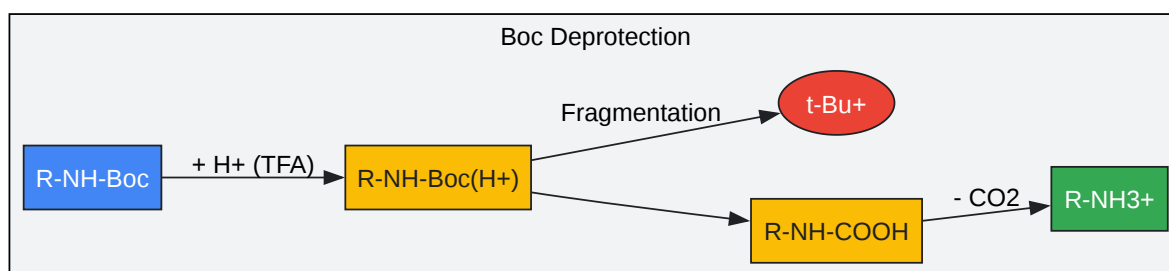 Boc Deprotection
Fragmentation
t-Bu+
R-NH-Boc
+ H+ (TFA)
R-NH-Boc(H+)
R-NH-COOH
- CO2
R-NH3+